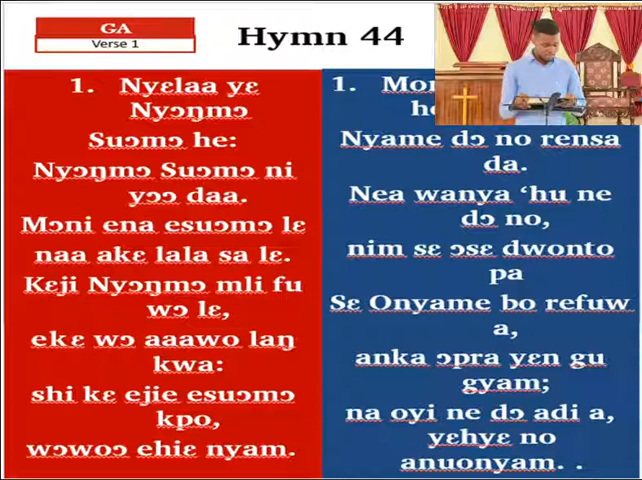 GA
Verse 1
Hymn 44
1. Nyɛlaa yɛ
Nyɔŋmɔ
Suɔmɔ he:
Nyɔŋmɔ Suɔmɔ ni
yɔɔ daa.
Mɔni ena esuɔmɔ lɛ
naa akɛ lala sa lɛ.
Kɛji Nyɔŋmɔ mli fu
wɔ lɛ,
ekɛ wɔ aaawo laŋ
kwa:
shi kɛ ejie esuɔmɔ
kpo,
wɔwoɔ ehiɛ nyam.
1.
Nyame dɔ no rensa
da.
Nea wanya ‘hu ne
dɔ no,
nim sɛ ɔsɛ dwonto
pa
Sɛ Onyame bo refuw
a,
anka ɔpra yɛn gu
gyam;
na oyi ne dɔ adi a,
yɛhyɛ no
anuonyam. .